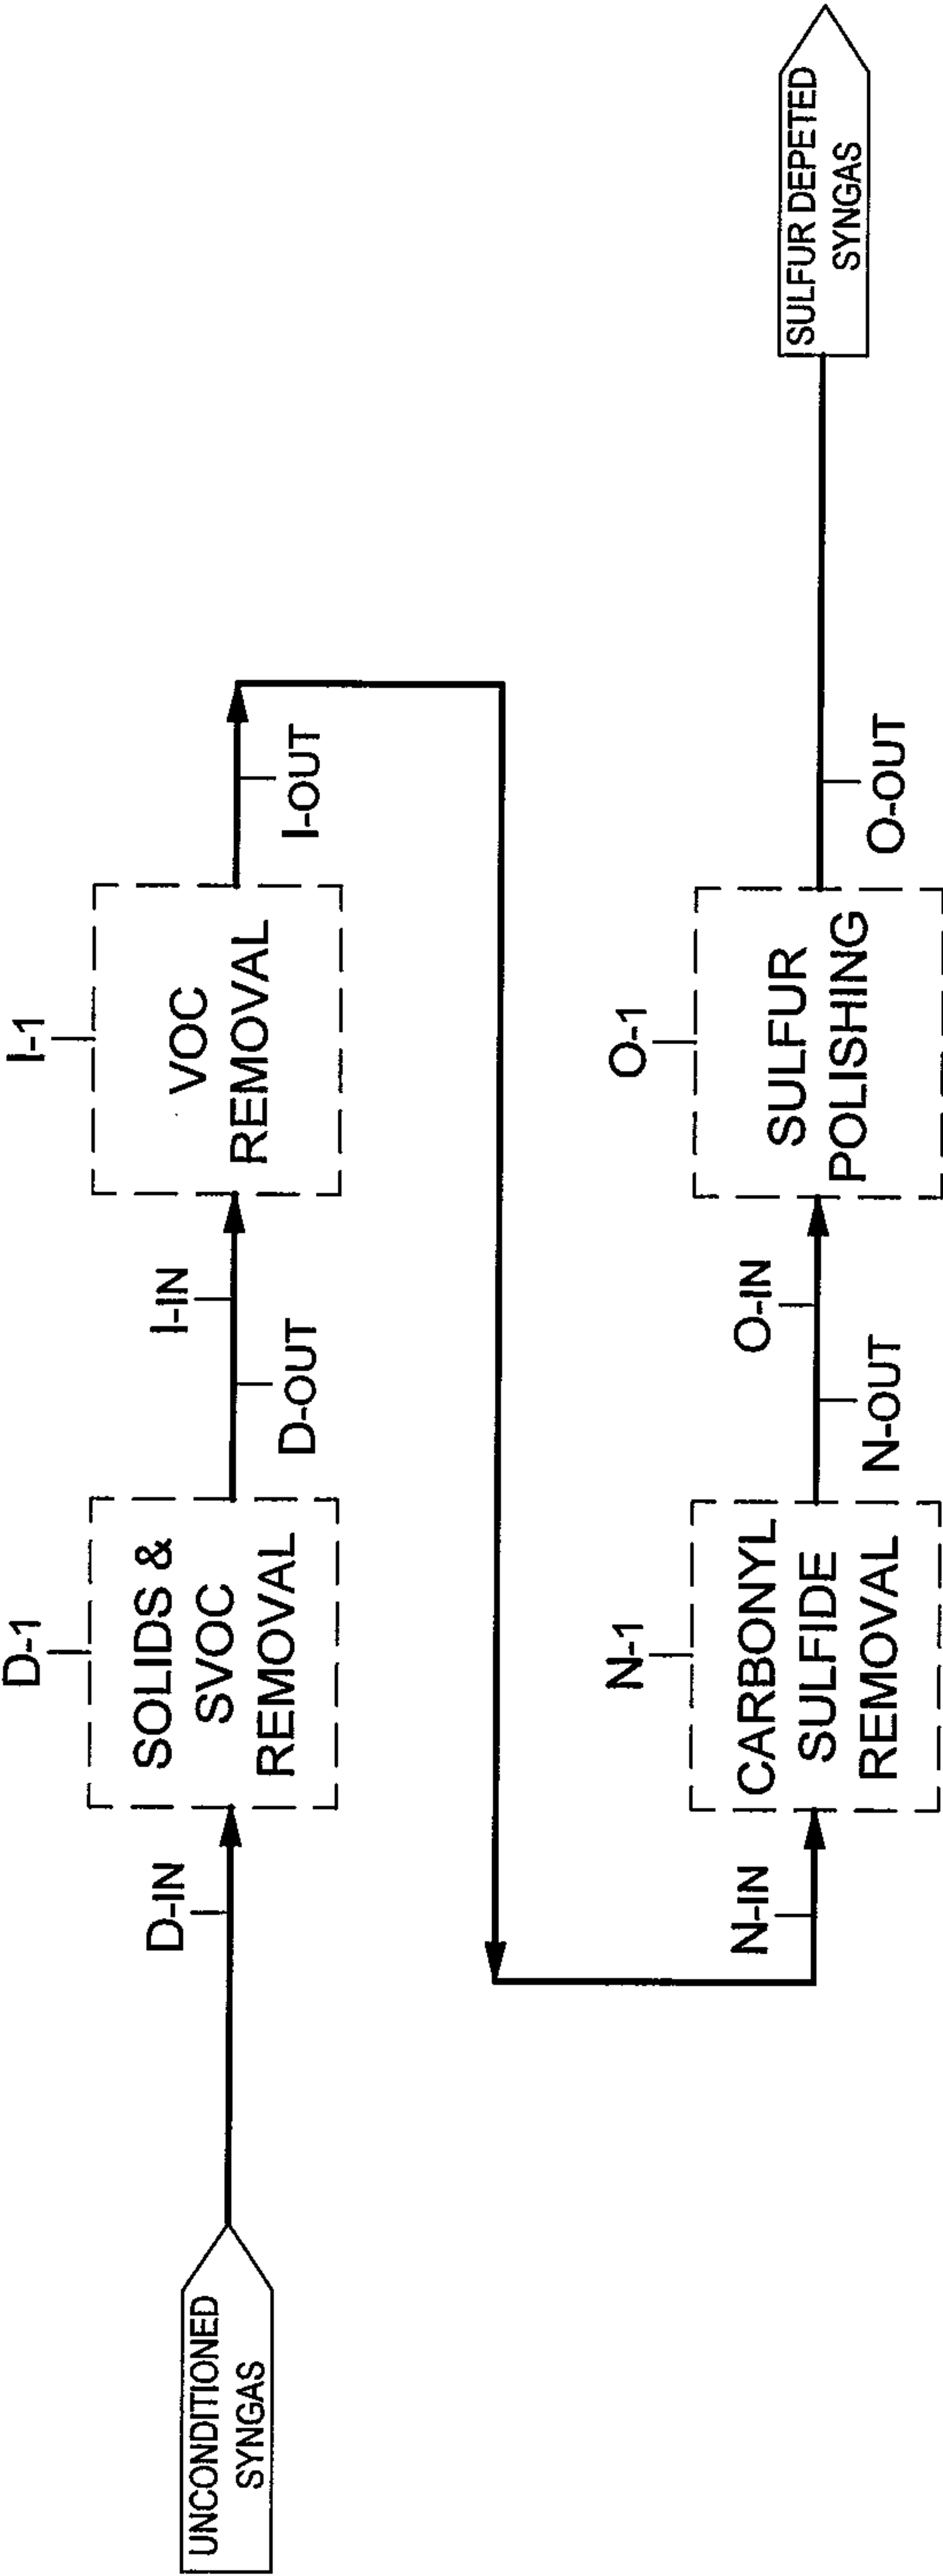 UNCONDITIONED
SYNGAS
D-IN
D-1
SOLIDS &
SVOC
REMOVAL
D-OUT
I-IN
I-1
VOC
REMOVAL
I-OUT
N-IN
N-1
CARBONYL
SULFIDE
REMOVAL
N-OUT
O-IN
O-1
SULFUR
POLISHING
O-OUT
SULFUR DEPETED
SYNGAS